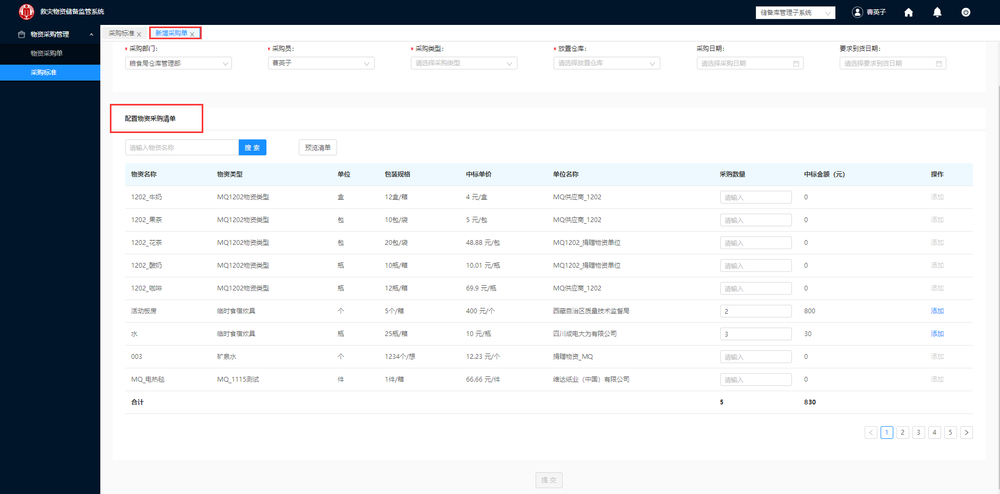 救灾物资储备监管系统
储备库管理子系统
曹英子
物资采购管理
物资采购单
采购标准
采购标准 x
新增采购单 x
* 采购部门: * 采购员: * 采购类型: * 放置仓库: 采购日期: 要求到货日期:
粮食局仓库管理部 曹英子 请选择采购类型 请选择放置仓库 请选择采购日期 请选择要求到货日期
配置物资采购清单
请输入物资名称 搜 索 预览清单
物资名称 物资类型 单位 包装规格 中标单价 单位名称 采购数量 中标金额（元） 操作
1202_牛奶 MQ1202物资类型 盒 12盒/箱 4 元/盒 MQ供应商_1202 请输入 0 添加
1202_果茶 MQ1202物资类型 包 10包/袋 5 元/包 MQ供应商_1202 请输入 0 添加
1202_花茶 MQ1202物资类型 包 20包/袋 48.88 元/包 MQ1202_捐赠物资单位 请输入 0 添加
1202_酸奶 MQ1202物资类型 瓶 10瓶/箱 10.01 元/瓶 MQ1202_捐赠物资单位 请输入 0 添加
1202_咖啡 MQ1202物资类型 瓶 12瓶/箱 69.9 元/瓶 MQ供应商_1202 请输入 0 添加
活动板房 临时食宿炊具 个 5个/箱 400 元/个 西藏自治区质量技术监督局 2 800 添加
水 临时食宿炊具 瓶 25瓶/箱 10 元/瓶 四川成电大为有限公司 3 30 添加
003 矿泉水 个 1234个/想 12.23 元/个 捐赠物资_MQ 请输入 0 添加
MQ_电热毯 MQ_1115测试 件 1件/箱 66.66 元/件 维达纸业（中国）有限公司 请输入 0 添加
合计 5 830
< 1 2 3 4 5 >
提 交